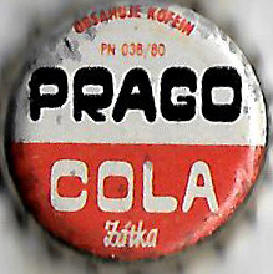 OBSAHUJE KOFEIN
PN 038/80
PRAGO
COLA
Zátka